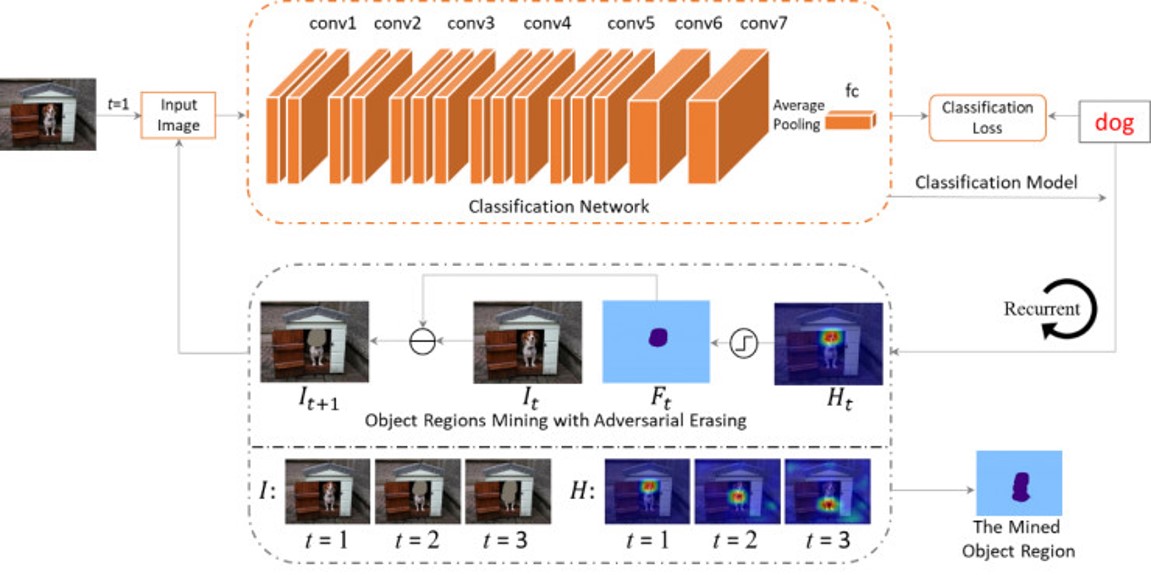 conv1 conv2 conv3 conv4 conv5 conv6 conv7
t=1
Input
Image
Average
Pooling
fc
Classification
Loss
dog
Classification Network
Classification Model
Recurrent
I_{t+1}
I_t
F_t
H_t
Object Regions Mining with Adversarial Erasing
I:
t = 1
t = 2
t = 3
H:
t = 1
t = 2
t = 3
The Mined
Object Region